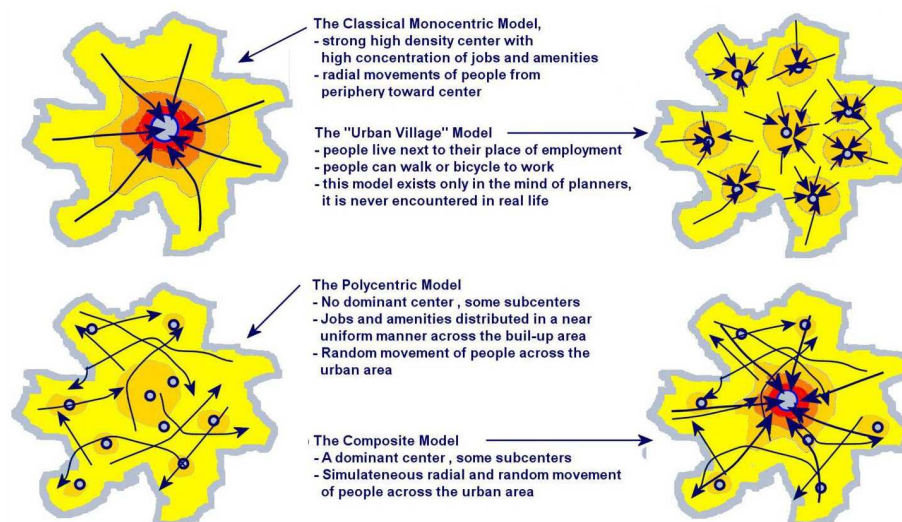 The Classical Monocentric Model,
- strong high density center with
high concentration of jobs and amenities
- radial movements of people from
periphery toward center
The "Urban Village" Model
- people live next to their place of employment
- people can walk or bicycle to work
- this model exists only in the mind of planners,
it is never encountered in real life
The Polycentric Model
- No dominant center , some subcenters
- Jobs and amenities distributed in a near
uniform manner across the buil-up area
- Random movement of people across the
urban area
The Composite Model
- A dominant center , some subcenters
- Simulateneous radial and random movement
of people across the urban area